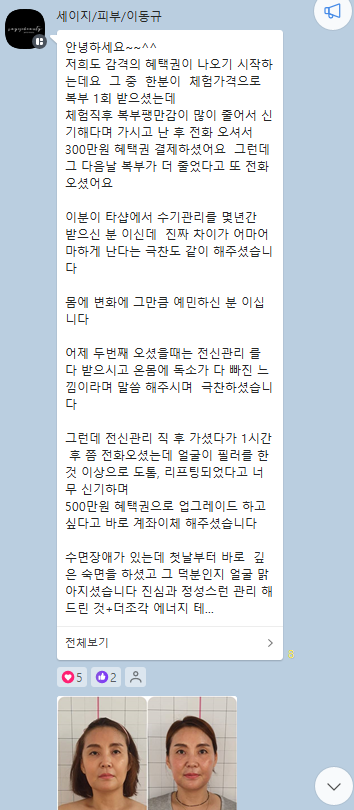 세이지/피부/이동규
안녕하세요~~^^
저희도 감격의 혜택권이 나오기 시작하
는데요  그 중  한분이  체험가격으로
복부 1회 받으셨는데
체험직후 복부팽만감이 많이 줄어서 신
기해다며 가시고 난 후 전화 오셔서
300만원 혜택권 결제하셨어요  그런데
그 다음날 복부가 더 줄었다고 또 전화
오셨어요
이분이 타샵에서 수기관리를 몇년간
받으신 분 이신데  진짜 차이가 어마어
마하게 난다는 극찬도 같이 해주셨습니
다
몸에 변화에 그만큼 예민하신 분 이십
니다
어제 두번째 오셨을때는 전신관리 를
다 받으시고 온몸에 독소가 다 빠진 느
낌이라며 말씀 해주시며  극찬하셨습니
다
그런데 전신관리 직 후 가셨다가 1시간
후 쯤 전화오셨는데 얼굴이 필러를 한
것 이상으로 도톰, 리프팅되었다고 너
무 신기하며
500만원 혜택권으로 업그레이드 하고
싶다고 바로 계좌이체 해주셨습니다
수면장애가 있는데 첫날부터 바로  깊
은 숙면을 하셨고 그 덕분인지 얼굴 맑
아지셨습니다 진심과 정성스런 관리 해
드린 것+더조각 에너지 테...
전체보기
5
2